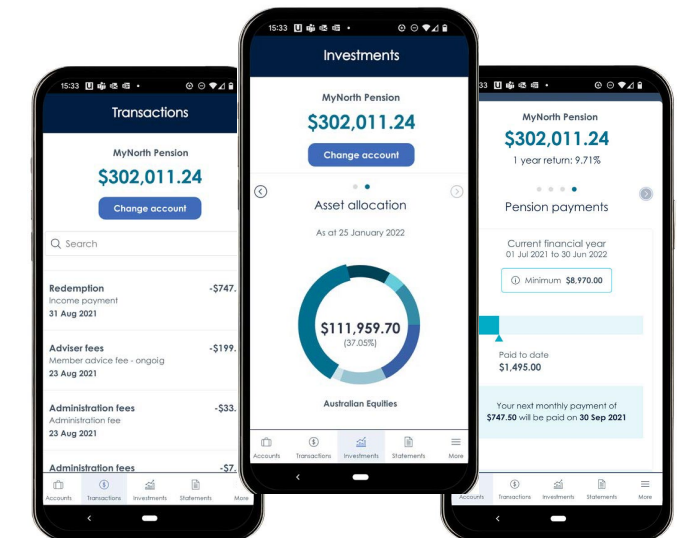 15:33
Transactions
MyNorth Pension
$302,011.24
Change account
Search
Redemption -$747.
Income payment
31 Aug 2021
Adviser fees -$199.
Member advice fee - ongoig
23 Aug 2021
Administration fees -$33.
Administration fee
23 Aug 2021
Administration fees -$7.
Accounts Transactions Investments Statements More
15:33
Investments
MyNorth Pension
$302,011.24
Change account
Asset allocation
As at 25 January 2022
$111,959.70
(37.05%)
Australian Equities
Accounts Transactions Investments Statements More
33
MyNorth Pension
$302,011.24
1 year return: 9.71%
Pension payments
Current financial year
01 Jul 2021 to 30 Jun 2022
Minimum $8,970.00
Paid to date
$1,495.00
Your next monthly payment of
$747.50 will be paid on 30 Sep 2021
Accounts Transactions Investments Statements More